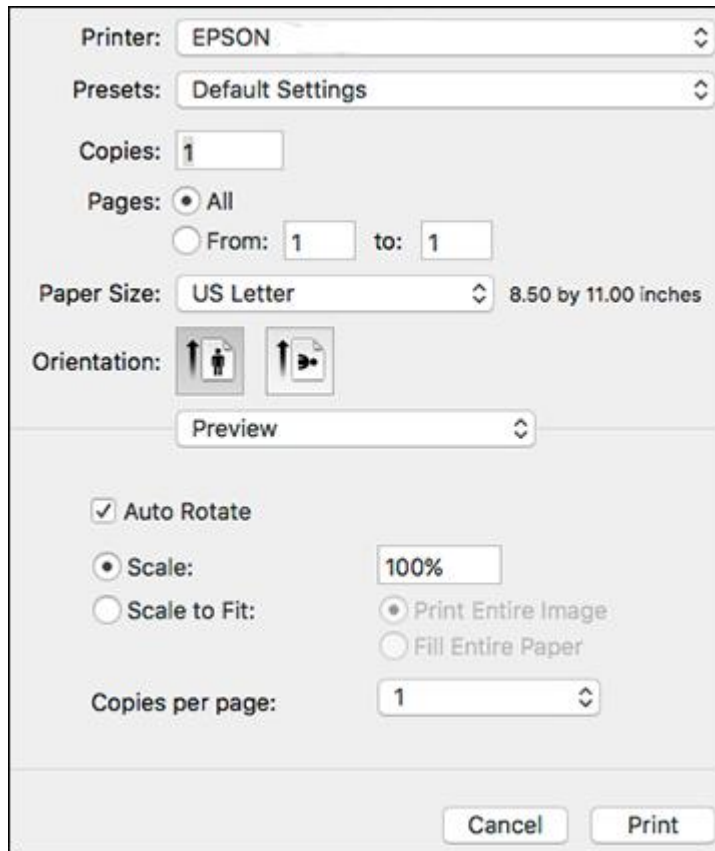 Printer: EPSON
Presets: Default Settings
Copies: 1
Pages: All
From: 1 to: 1
Paper Size: US Letter 8.50 by 11.00 inches
Orientation:
Preview
Auto Rotate
Scale: 100%
Scale to Fit: Print Entire Image
Fill Entire Paper
Copies per page: 1
Cancel Print